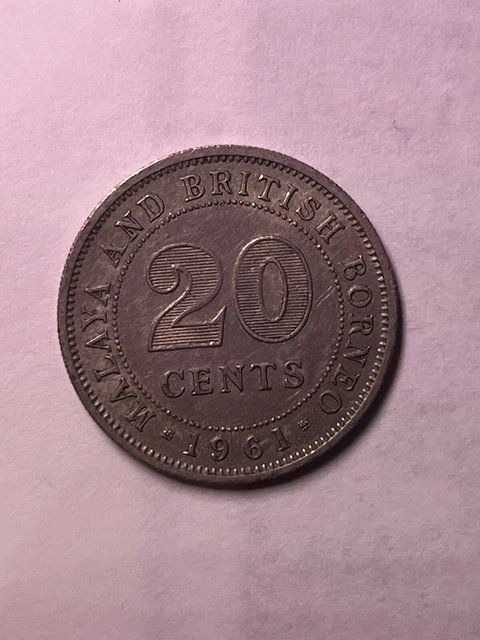 MALAYA AND BRITISH BORNEO
20
CENTS
* 1961 *